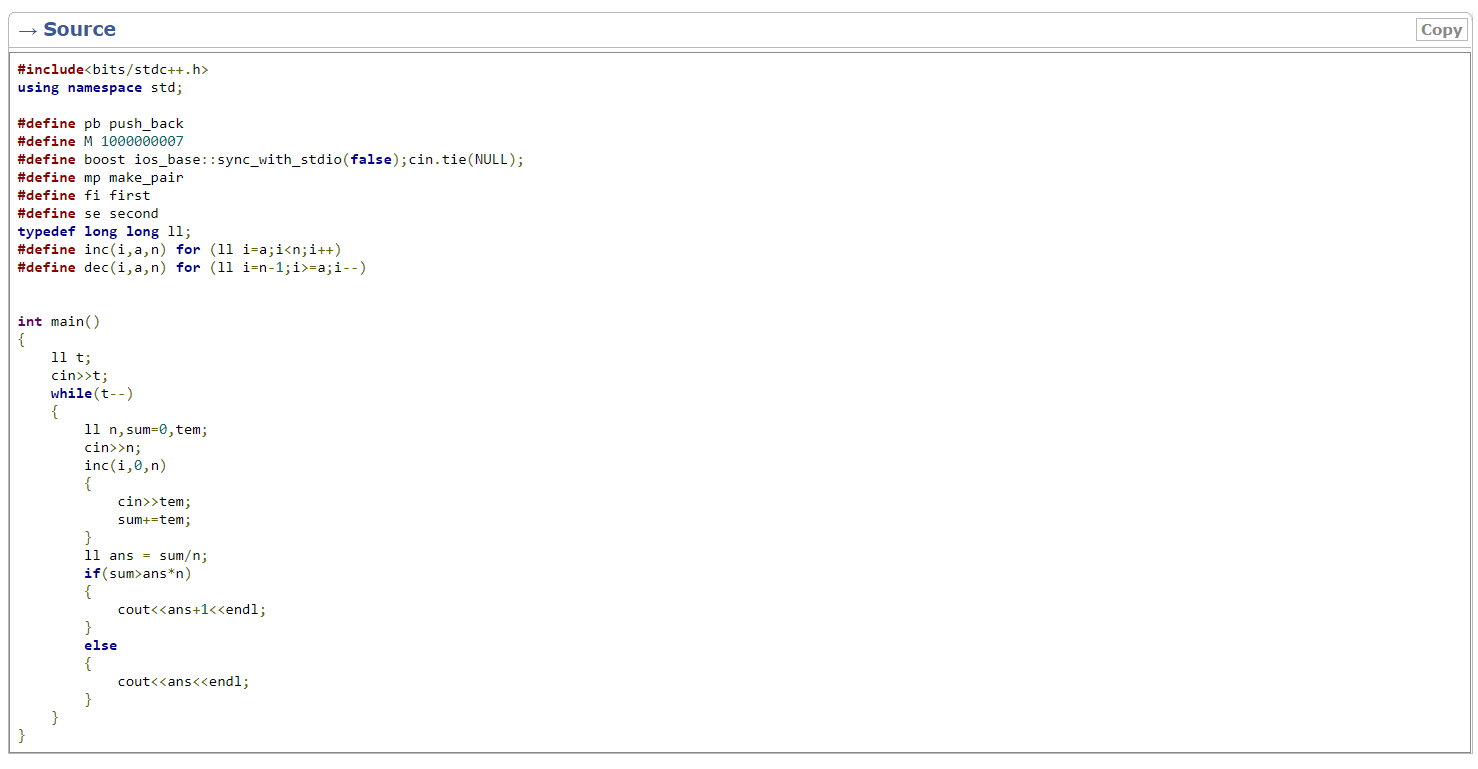 → Source
Copy
#include<bits/stdc++.h>
using namespace std;
#define pb push_back
#define M 1000000007
#define boost ios_base::sync_with_stdio(false);cin.tie(NULL);
#define mp make_pair
#define fi first
#define se second
typedef long long ll;
#define inc(i,a,n) for (ll i=a;i<n;i++)
#define dec(i,a,n) for (ll i=n-1;i>=a;i--)
int main()
{
    ll t;
    cin>>t;
    while(t--)
    {
        ll n,sum=0,tem;
        cin>>n;
        inc(i,0,n)
        {
            cin>>tem;
            sum+=tem;
        }
        ll ans = sum/n;
        if(sum>ans*n)
        {
            cout<<ans+1<<endl;
        }
        else
        {
            cout<<ans<<endl;
        }
    }
}